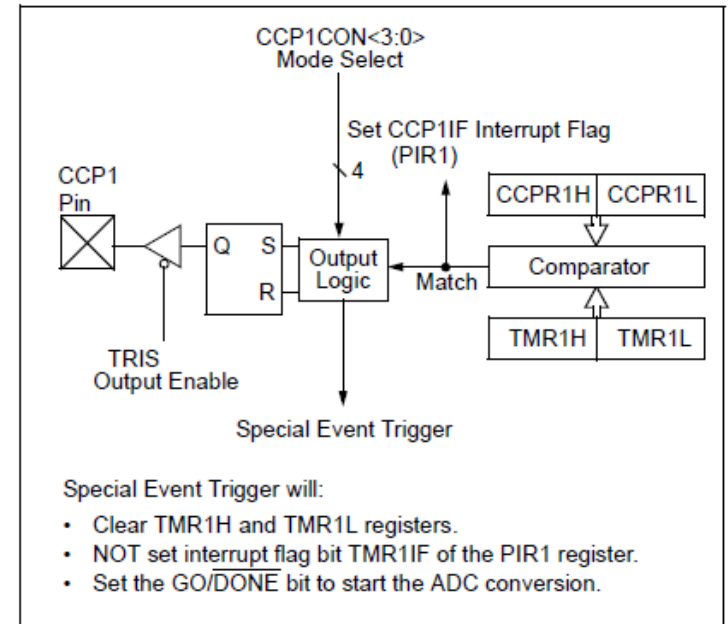 CCP1CON<3:0>
Mode Select
Set CCP1IF Interrupt Flag
(PIR1)
4
CCP1
Pin
CCPR1H CCPR1L
Q S
R
Output
Logic
Match
Comparator
TMR1H TMR1L
TRIS
Output Enable
Special Event Trigger
Special Event Trigger will:
• Clear TMR1H and TMR1L registers.
• NOT set interrupt flag bit TMR1IF of the PIR1 register.
• Set the GO/D̅O̅N̅E̅ bit to start the ADC conversion.